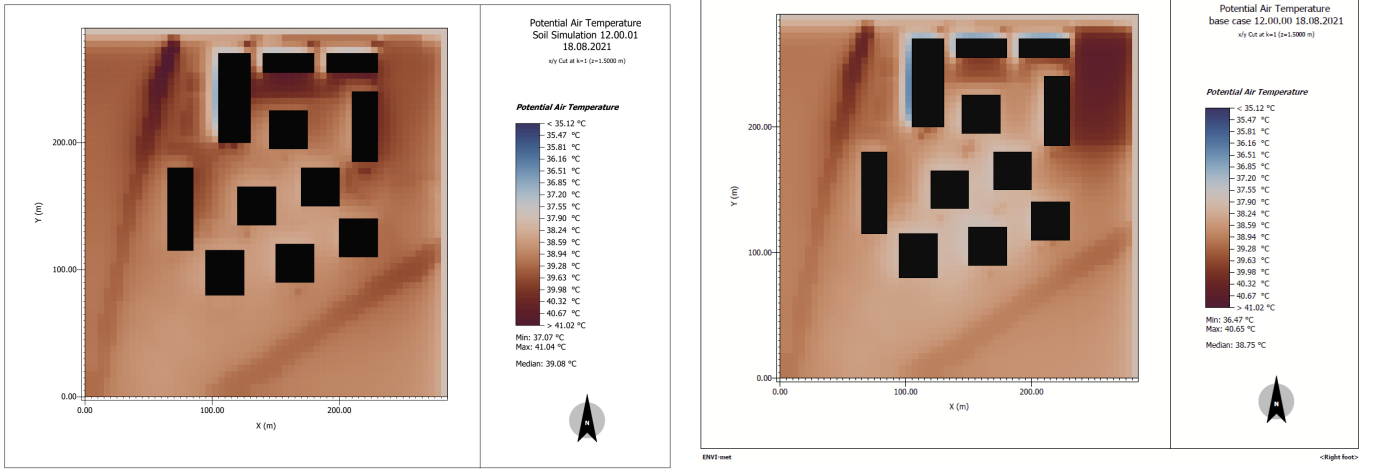 Potential Air Temperature
Soil Simulation 12.00.01
18.08.2021
x/y Cut at k=1 (z=1.5000 m)
Potential Air Temperature
< 35.12 °C
35.47 °C
35.81 °C
36.16 °C
36.51 °C
36.85 °C
37.20 °C
37.55 °C
37.90 °C
38.24 °C
38.59 °C
38.94 °C
39.28 °C
39.63 °C
39.98 °C
40.32 °C
40.67 °C
> 41.02 °C
Min: 37.07 °C
Max: 41.04 °C
Median: 39.08 °C
N
200.00
Y (m)
100.00
0.00
0.00 100.00 200.00
X (m)
Potential Air Temperature
base case 12.00.00 18.08.2021
x/y Cut at k=1 (z=1.5000 m)
Potential Air Temperature
< 35.12 °C
35.47 °C
35.81 °C
36.16 °C
36.51 °C
36.85 °C
37.20 °C
37.55 °C
37.90 °C
38.24 °C
38.59 °C
38.94 °C
39.28 °C
39.63 °C
39.98 °C
40.32 °C
40.67 °C
> 41.02 °C
Min: 36.47 °C
Max: 40.65 °C
Median: 38.75 °C
N
200.00
Y (m)
100.00
0.00
0.00 100.00 200.00
X (m)
ENVI-met
<Right foot>